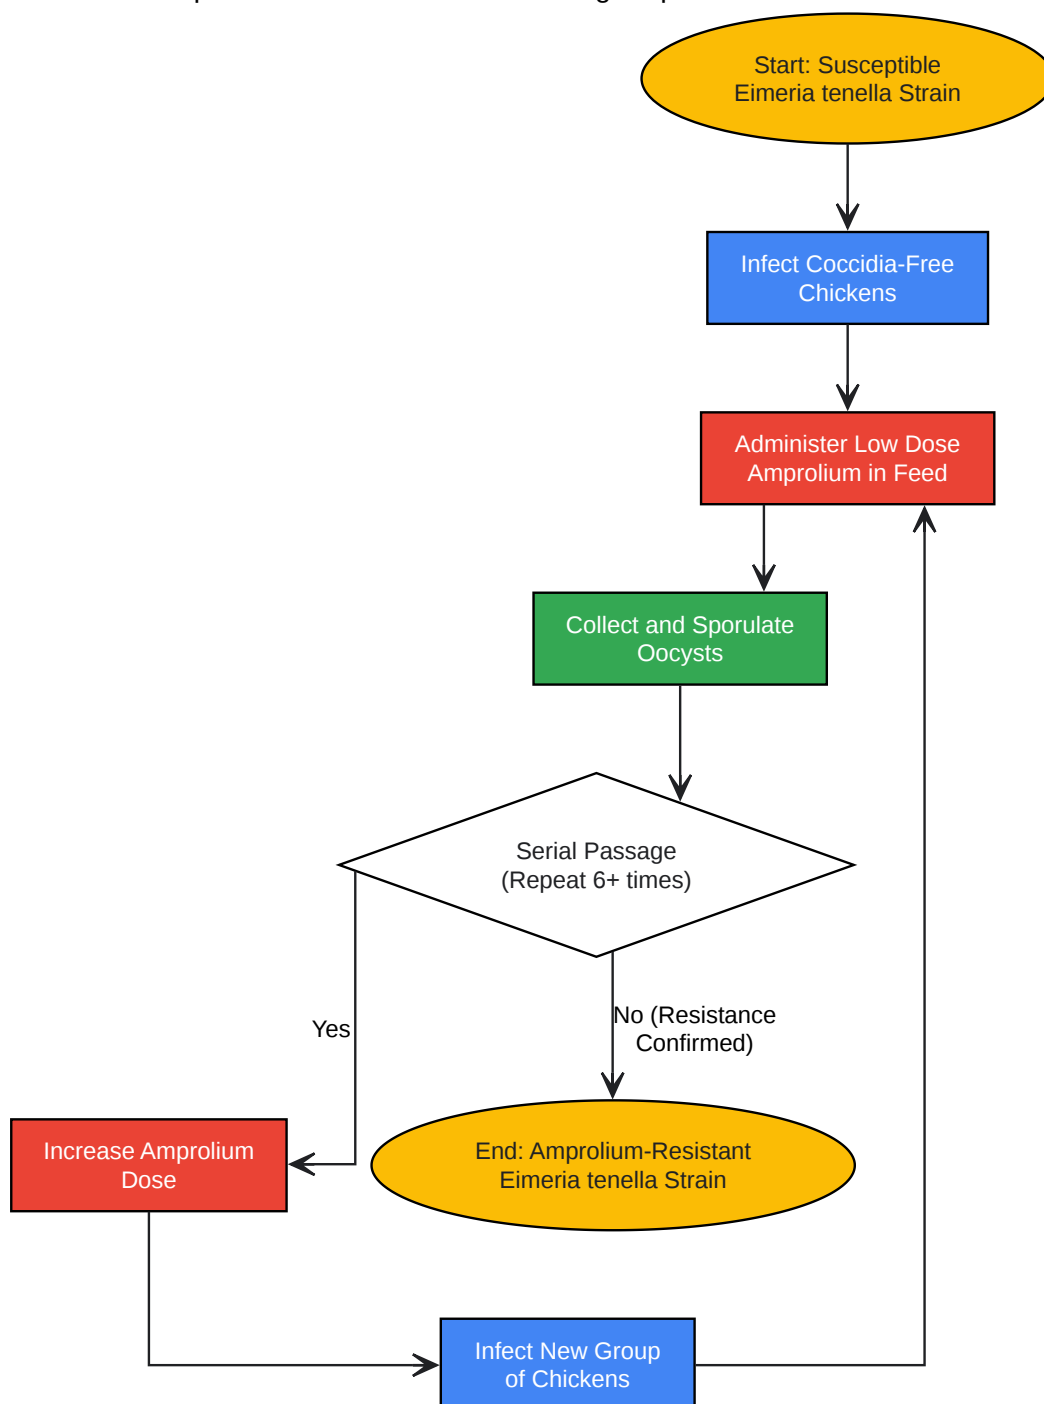 Start: Susceptible
Eimeria tenella Strain
Infect Coccidia-Free
Chickens
Administer Low Dose
Amprolium in Feed
Collect and Sporulate
Oocysts
Serial Passage
(Repeat 6+ times)
Yes
No (Resistance
Confirmed)
Increase Amprolium
Dose
End: Amprolium-Resistant
Eimeria tenella Strain
Infect New Group
of Chickens